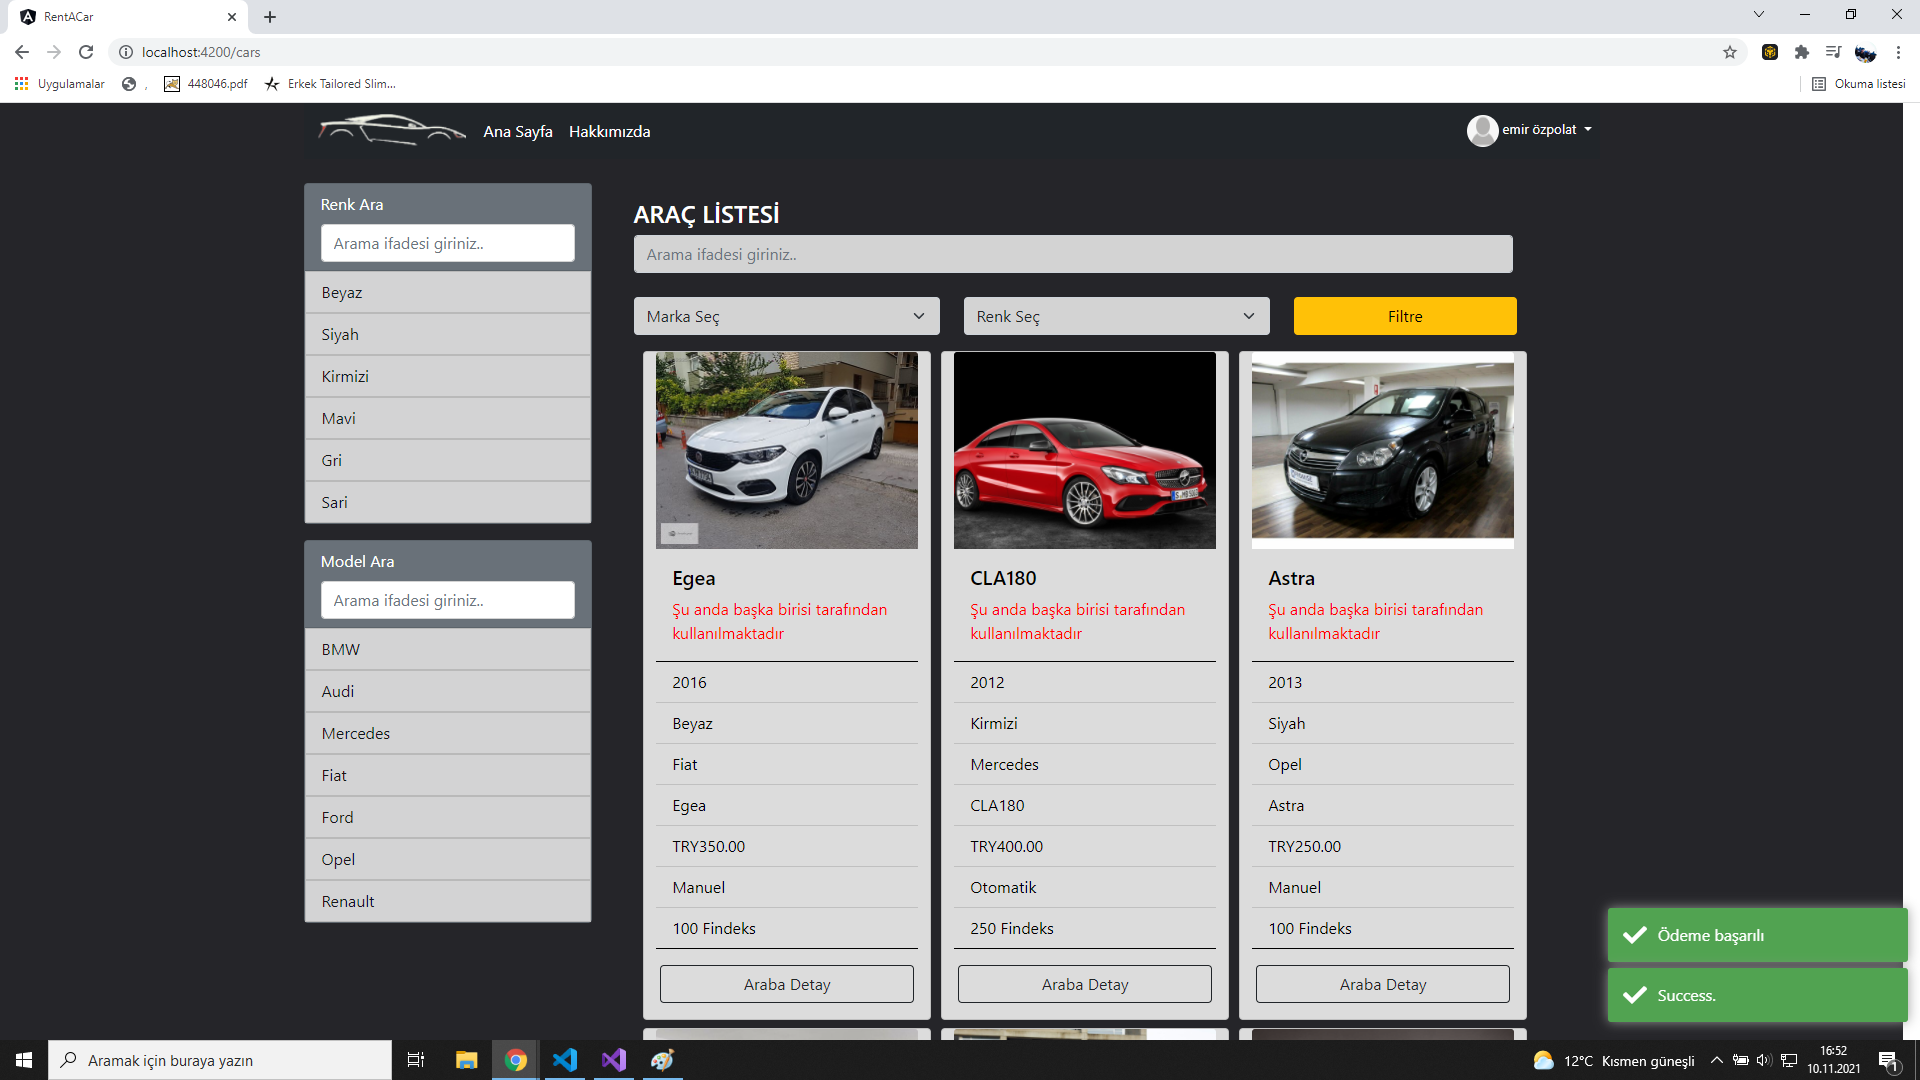 RentACar
localhost:4200/cars
Uygulamalar
,
448046.pdf
Erkek Tailored Slim...
Okuma listesi
Ana Sayfa
Hakkımızda
emir özpolat
Renk Ara
Arama ifadesi giriniz..
Beyaz
Siyah
Kirmizi
Mavi
Gri
Sari
Model Ara
Arama ifadesi giriniz..
BMW
Audi
Mercedes
Fiat
Ford
Opel
Renault
ARAÇ LİSTESİ
Arama ifadesi giriniz..
Marka Seç
Renk Seç
Filtre
Egea
Şu anda başka birisi tarafından
kullanılmaktadır
2016
Beyaz
Fiat
Egea
TRY350.00
Manuel
100 Findeks
Araba Detay
CLA180
Şu anda başka birisi tarafından
kullanılmaktadır
2012
Kirmizi
Mercedes
CLA180
TRY400.00
Otomatik
250 Findeks
Araba Detay
Astra
Şu anda başka birisi tarafından
kullanılmaktadır
2013
Siyah
Opel
Astra
TRY250.00
Manuel
100 Findeks
Araba Detay
Ödeme başarılı
Success.
Aramak için buraya yazın
12°C Kısmen güneşli
16:52
10.11.2021
1